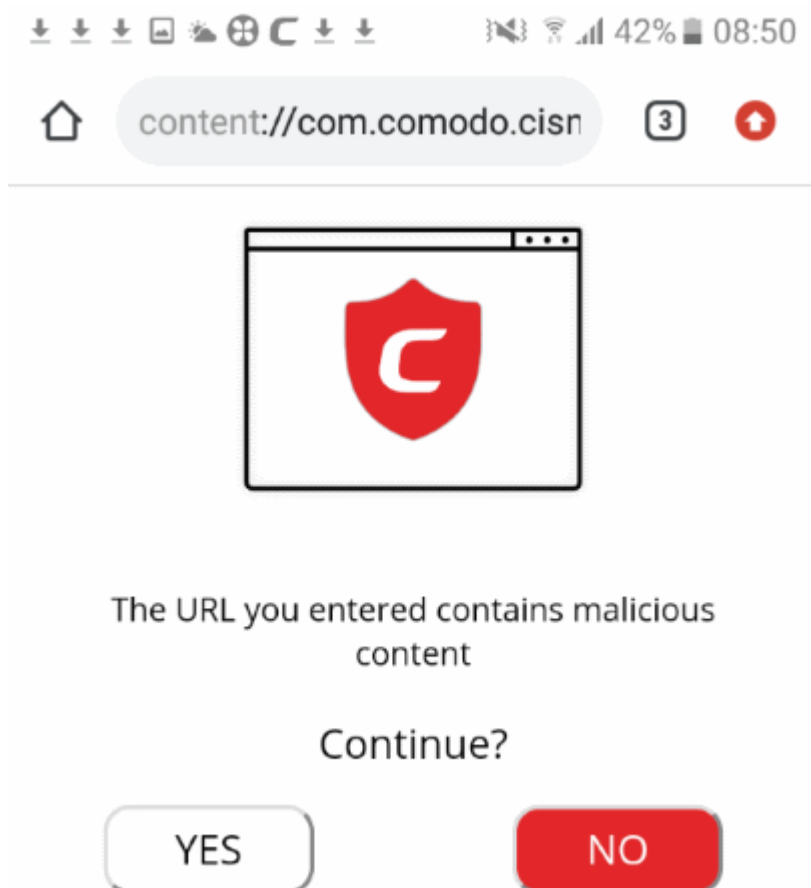 42% 08:50
content://com.comodo.cisn
3
The URL you entered contains malicious
content
Continue?
YES
NO